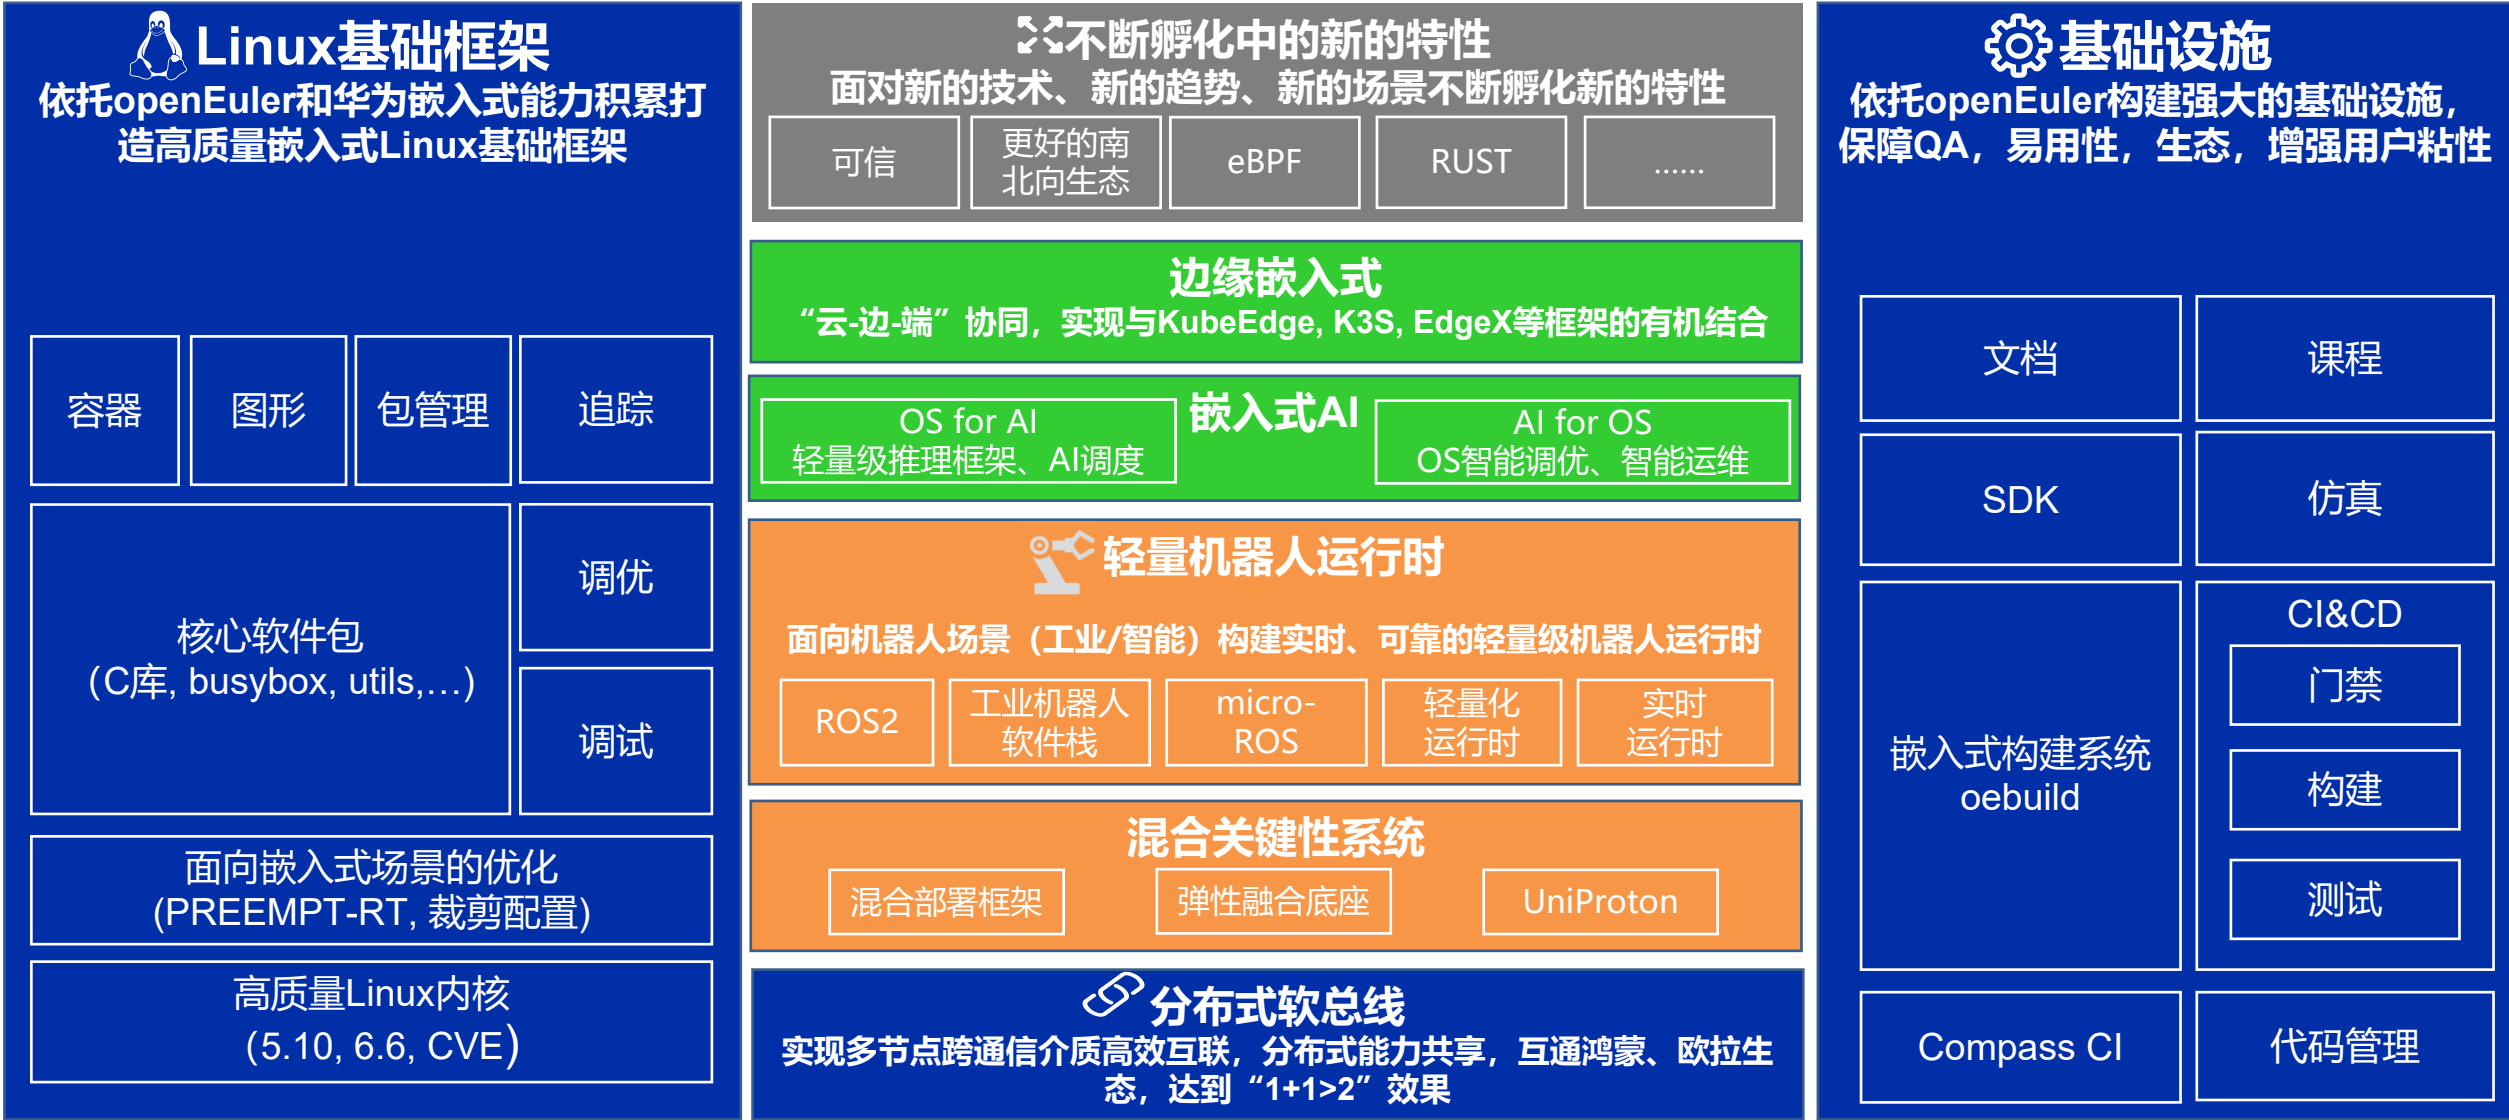 Linux基础框架
依托openEuler和华为嵌入式能力积累打
造高质量嵌入式Linux基础框架
容器
图形
包管理
追踪
核心软件包
（C库, busybox, utils,…)
调优
调试
面向嵌入式场景的优化
(PREEMPT-RT, 裁剪配置)
高质量Linux内核
（5.10, 6.6, CVE)
不断孵化中的新的特性
面对新的技术、新的趋势、新的场景不断孵化新的特性
可信
更好的南
北向生态
eBPF
RUST
......
边缘嵌入式
“云-边-端”协同，实现与KubeEdge, K3S, EdgeX等框架的有机结合
嵌入式AI
OS for AI
轻量级推理框架、AI调度
AI for OS
OS智能调优、智能运维
轻量机器人运行时
面向机器人场景（工业/智能）构建实时、可靠的轻量级机器人运行时
ROS2
工业机器人
软件栈
micro-
ROS
轻量化
运行时
实时
运行时
混合关键性系统
混合部署框架
弹性融合底座
UniProton
分布式软总线
实现多节点跨通信介质高效互联，分布式能力共享，互通鸿蒙、欧拉生
态，达到“1+1>2”效果
基础设施
依托openEuler构建强大的基础设施，
保障QA，易用性，生态，增强用户粘性
文档
课程
SDK
仿真
嵌入式构建系统
oebuild
CI&CD
门禁
构建
测试
Compass CI
代码管理